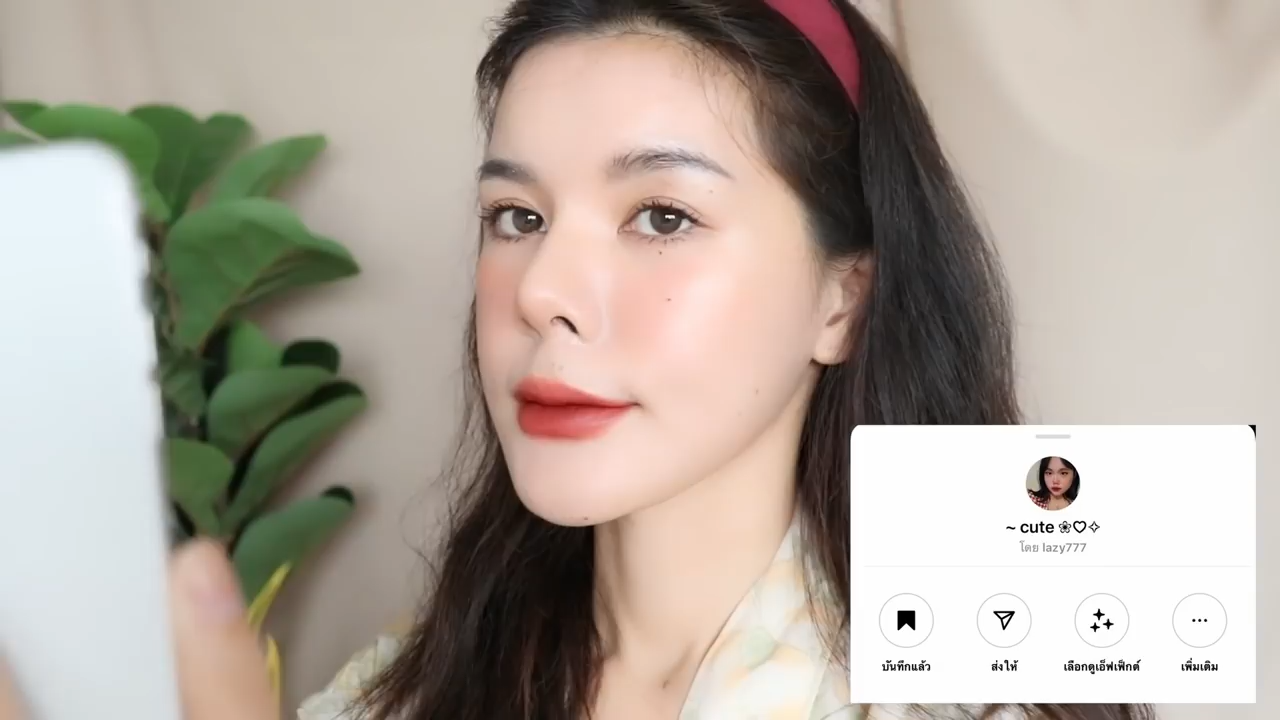 ~ cute ❀♡✧
โดย lazy777
บันทึกแล้ว
ส่งให้
เลือกดูเอ็ฟเฟ็กต์
เพิ่มเติม